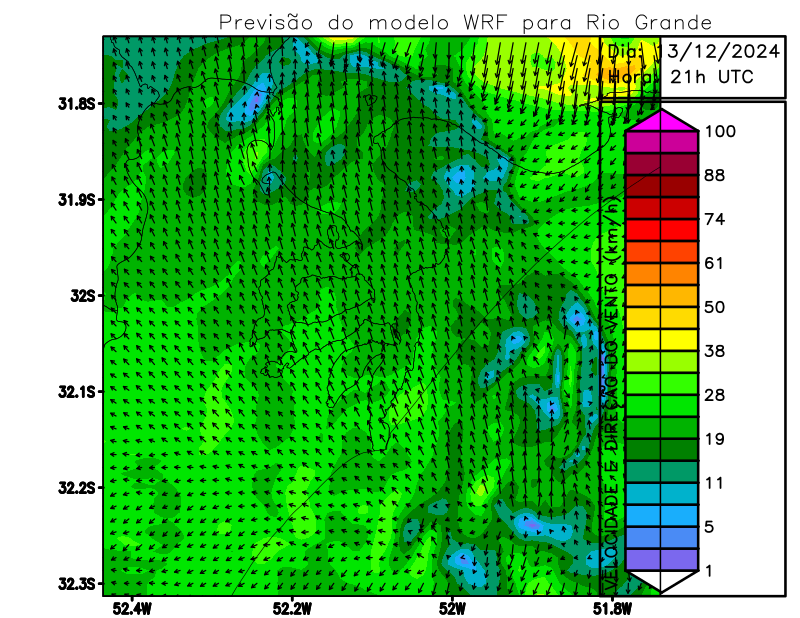 Previsão do modelo WRF para Rio Grande
Dia: 13/12/2024
Hora: 21h UTC
31.8S
31.9S
32S
32.1S
32.2S
32.3S
52.4W
52.2W
52W
51.8W
VELOCIDADE E DIREÇÃO DO VENTO (km/h)
100
88
74
61
50
38
28
19
11
5
1